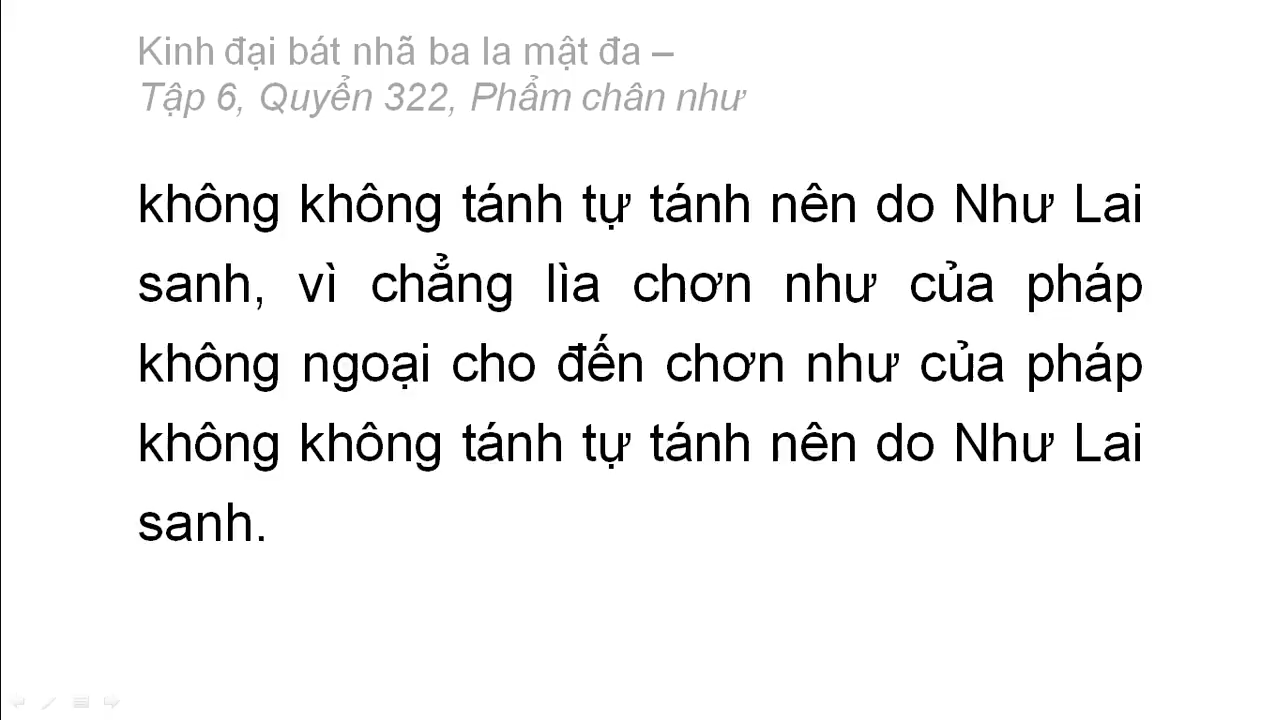 Kinh đại bát nhã ba la mật đa –
Tập 6, Quyển 322, Phẩm chân như
không không tánh tự tánh nên do Như Lai
sanh, vì chẳng lìa chơn như của pháp
không ngoại cho đến chơn như của pháp
không không tánh tự tánh nên do Như Lai
sanh.